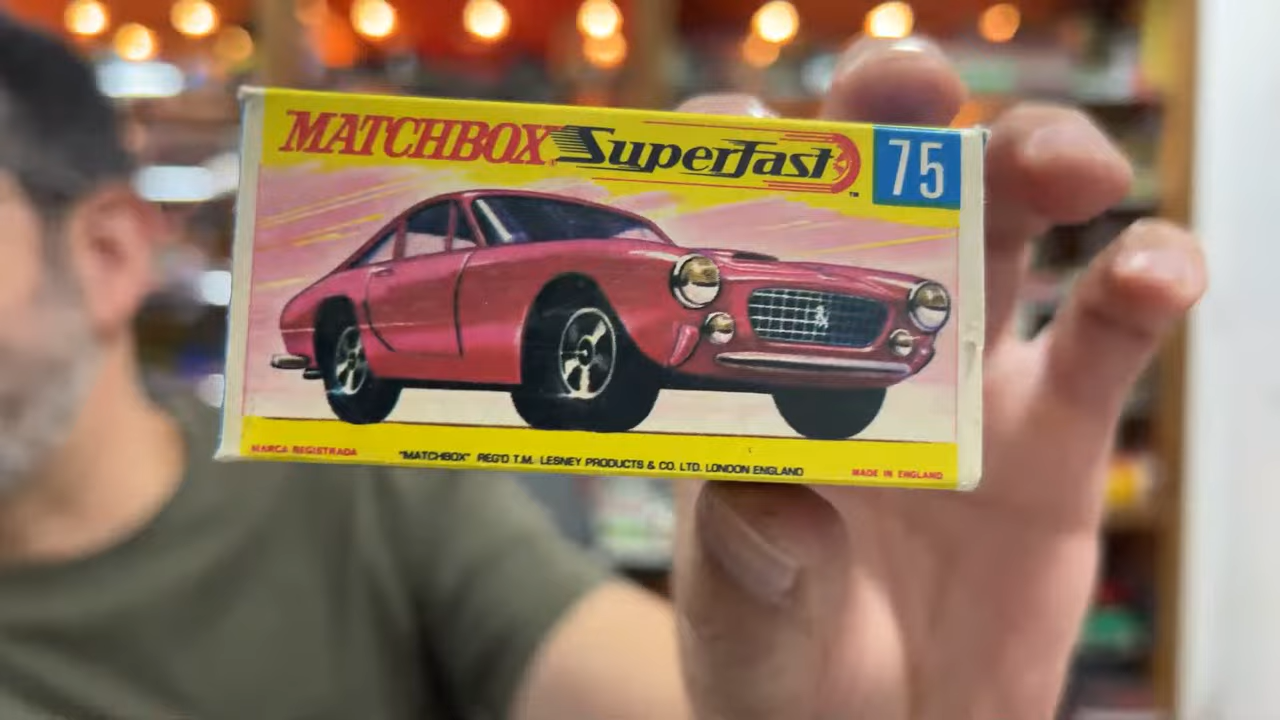 MATCHBOX Superfast 75
MARCA REGISTRADA "MATCHBOX" REG'D T.M. LESNEY PRODUCTS & CO. LTD. LONDON ENGLAND MADE IN ENGLAND